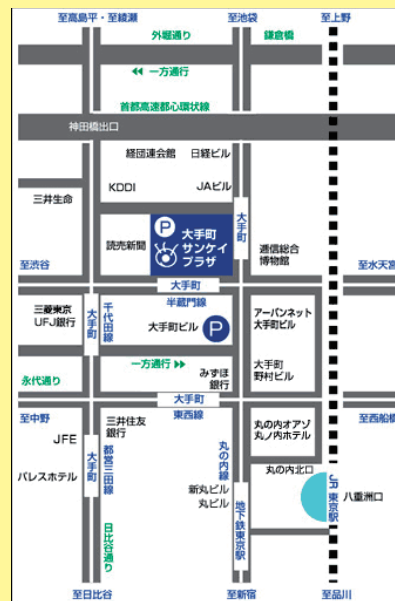 至高島平・至綾瀬
至池袋
至上野
外堀通り
鎌倉橋
一方通行
首都高速都心環状線
神田橋出口
経団連会館
日経ビル
KDDI
JAビル
三井生命
P
大手町
サンケイ
プラザ
大手町
読売新聞
逓信総合
博物館
至渋谷
至水天宮
大手町
半蔵門線
三菱東京
UFJ銀行
大手町
千代田線
大手町ビル
P
アーバンネット
大手町ビル
一方通行
みずほ
銀行
大手町
野村ビル
永代通り
大手町
東西線
至中野
至西船橋
三井住友
銀行
丸の内オアゾ
丸ノ内ホテル
JFE
大手町
都営三田線
丸の内線
丸の内北口
パレスホテル
新丸ビル
丸ビル
地下鉄東京駅
JR東京駅
八重洲口
日比谷通り
至日比谷
至新宿
至品川